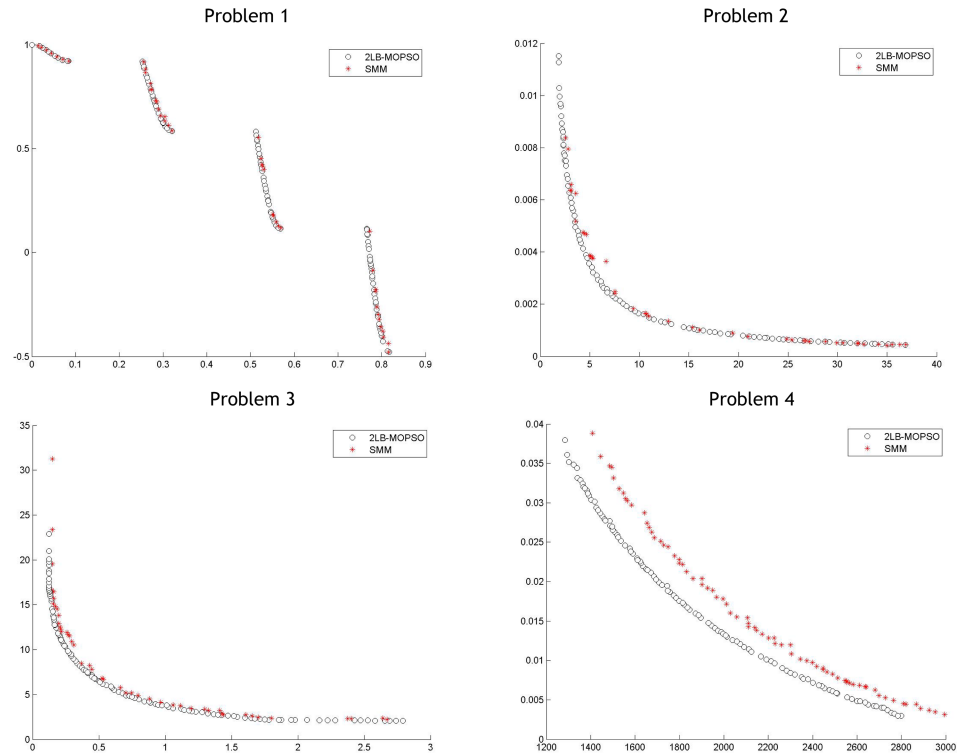 Problem 1
1
0.5
0
-0.5
0 0.1 0.2 0.3 0.4 0.5 0.6 0.7 0.8 0.9
2LB-MOPSO
SMM
Problem 2
0.012
0.01
0.008
0.006
0.004
0.002
0
0 5 10 15 20 25 30 35 40
2LB-MOPSO
SMM
Problem 3
35
30
25
20
15
10
5
0
0 0.5 1 1.5 2 2.5 3
2LB-MOPSO
SMM
Problem 4
0.04
0.035
0.03
0.025
0.02
0.015
0.01
0.005
0
1200 1400 1600 1800 2000 2200 2400 2600 2800 3000
2LB-MOPSO
SMM